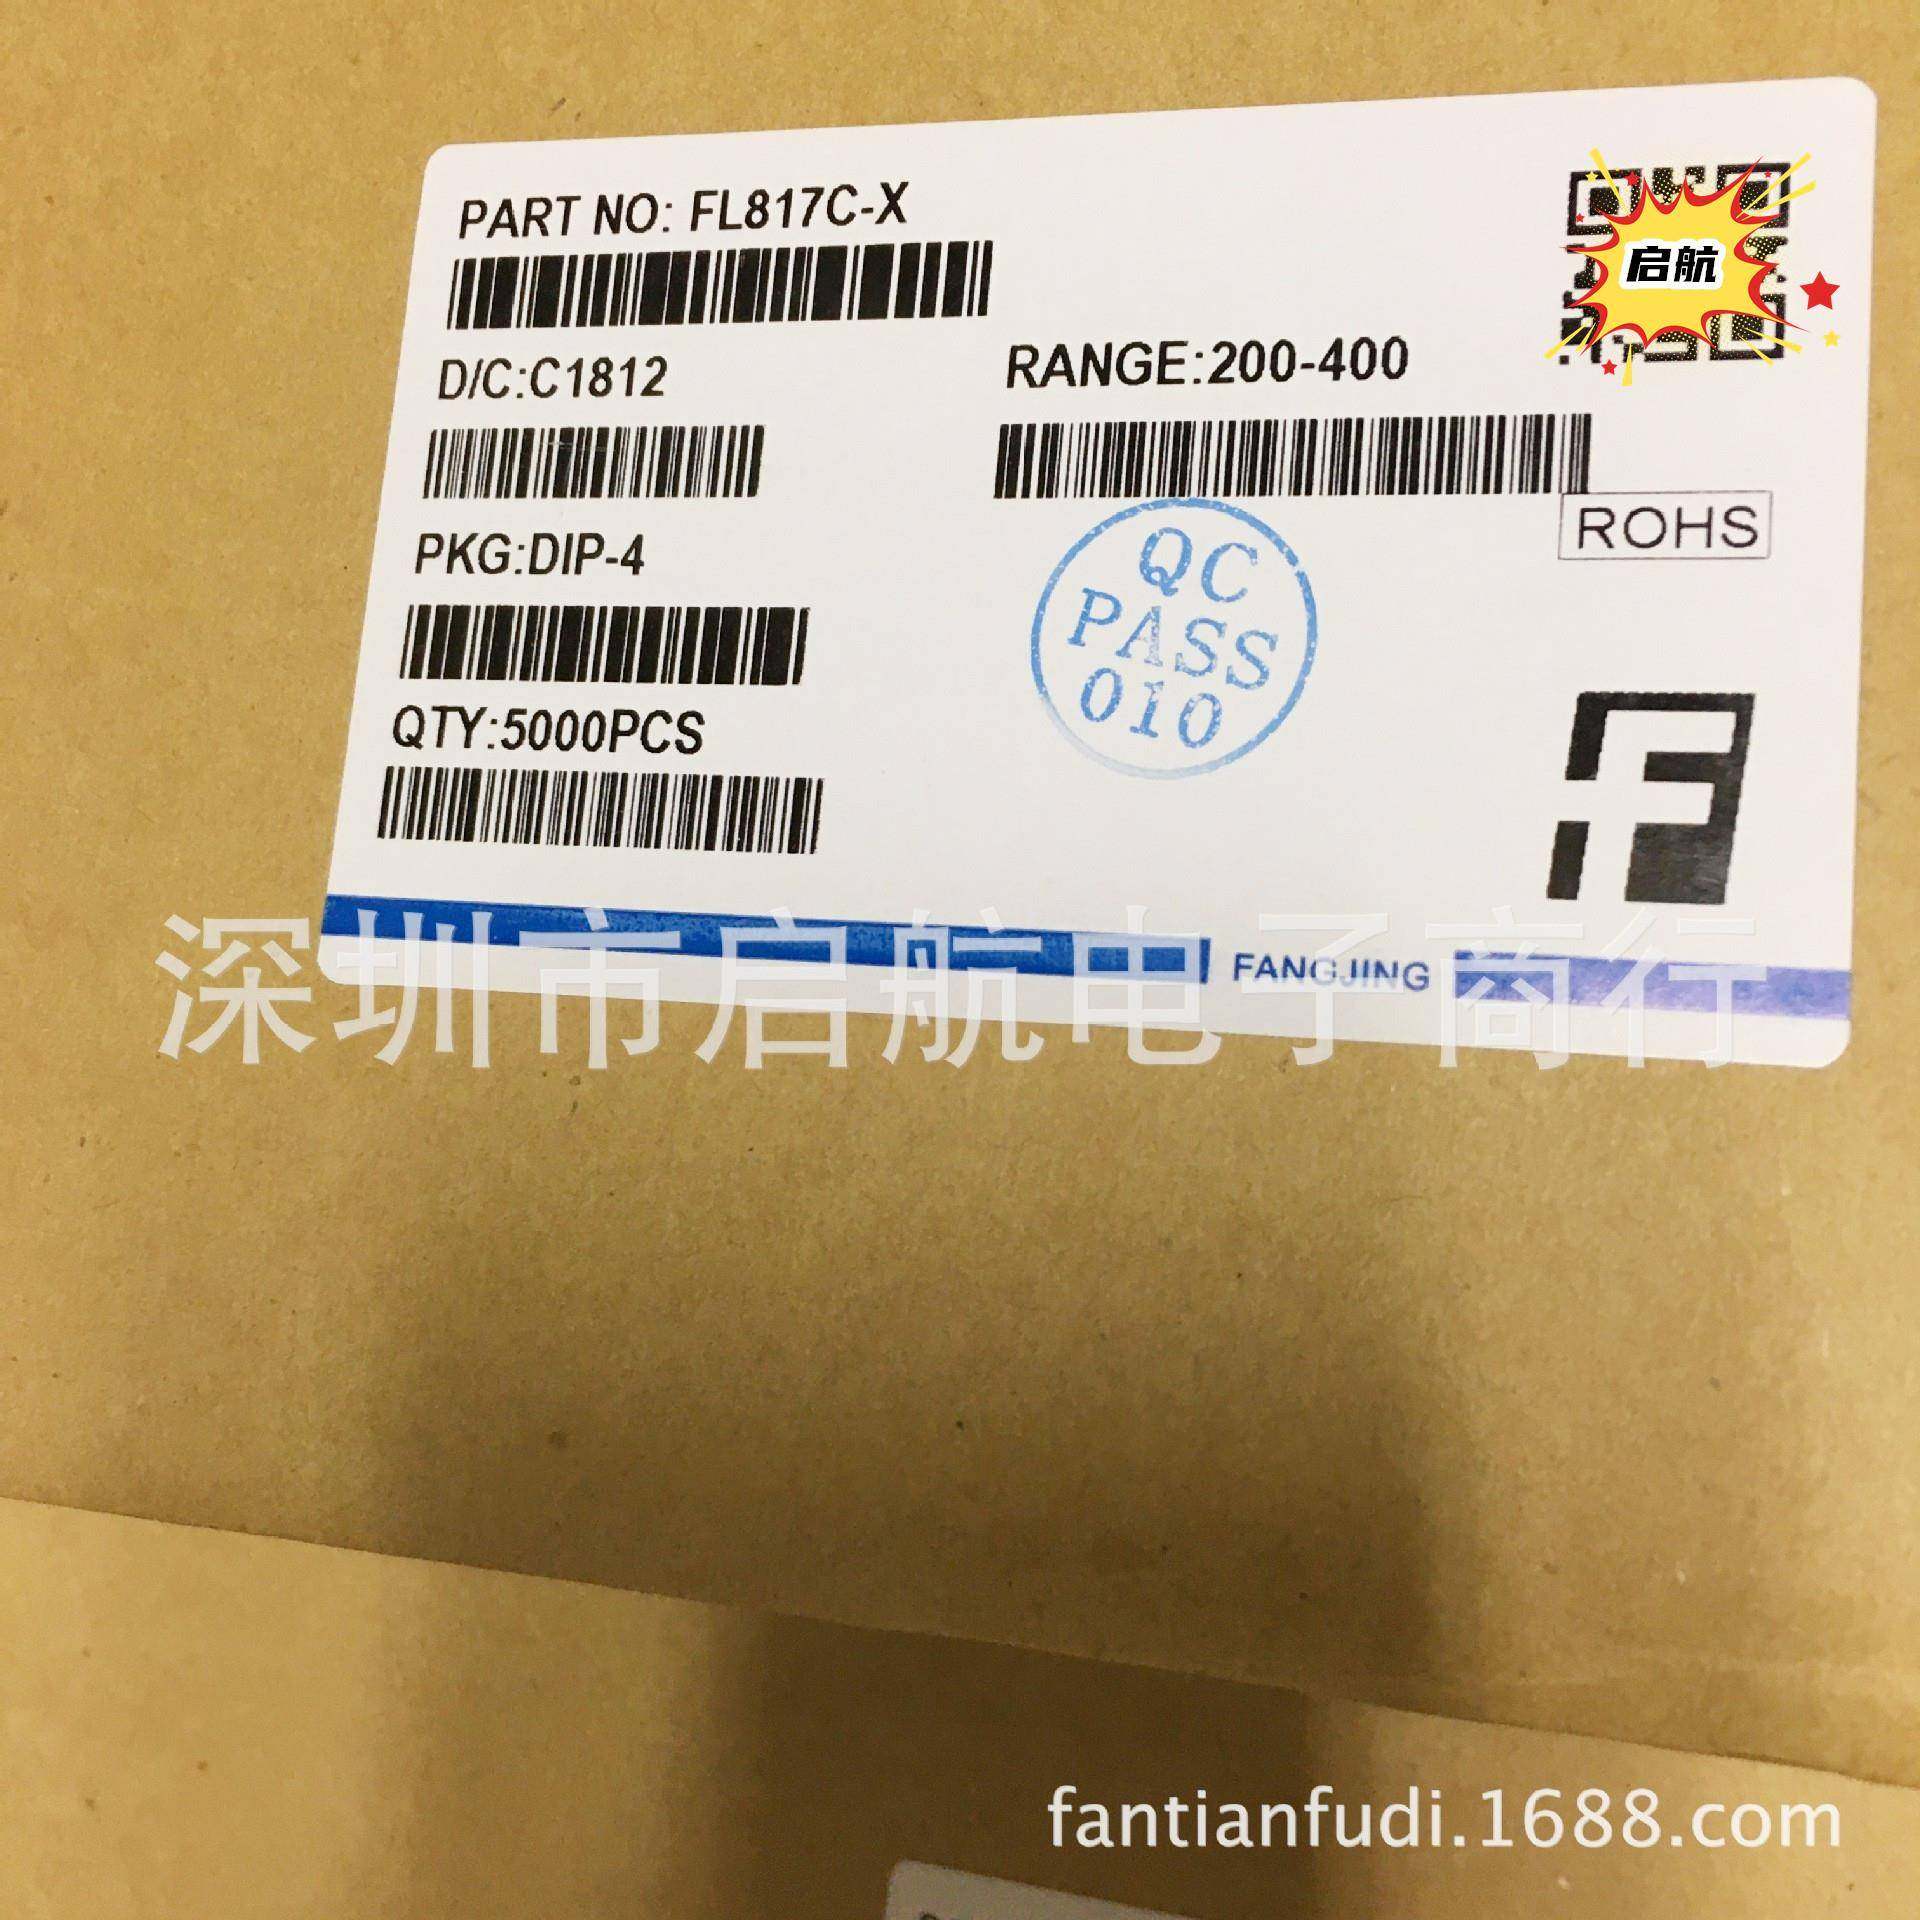 PART NO: FL817C-X
启航
D/C:C1812
RANGE:200-400
ROHS
PKG:DIP-4
QC
PASS
010
QTY:5000PCS
F
FANGJING
深圳市启航电子商行
fantianfudi.1688.com